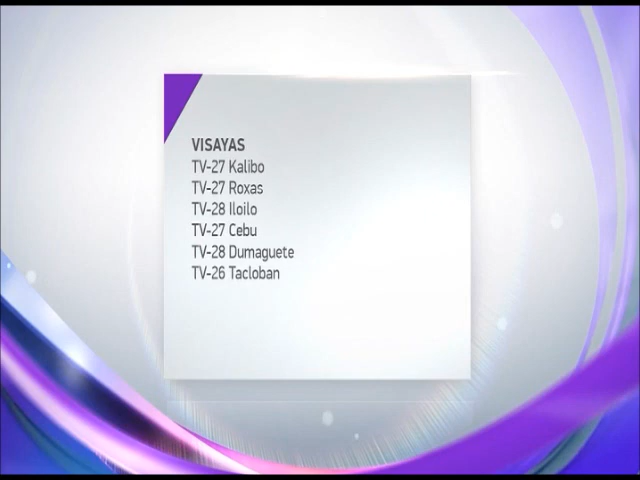 VISAYAS
TV-27 Kalibo
TV-27 Roxas
TV-28 Iloilo
TV-27 Cebu
TV-28 Dumaguete
TV-26 Tacloban